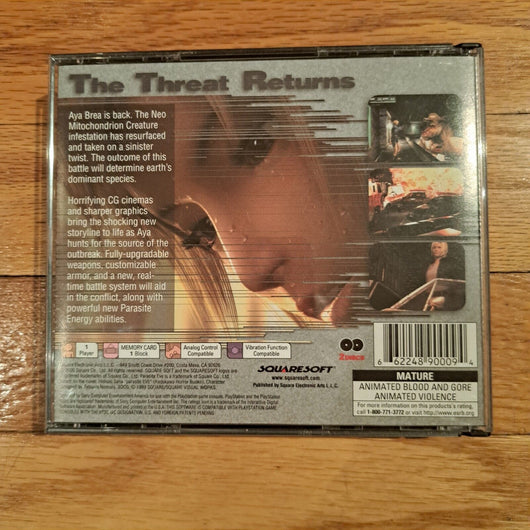 The Threat Returns
Aya Brea is back. The Neo
Mitochondrion Creature
infestation has resurfaced
and taken on a sinister
twist. The outcome of this
battle will determine earth's
dominant species.
Horrifying CG cinemas
and sharper graphics
bring the shocking new
storyline to life as Aya
hunts for the source of the
outbreak. Fully-upgradable
weapons, customizable
armor, and a new, real-
time battle system will aid
in the conflict, along with
powerful new Parasite
Energy abilities.
1
Player
MEMORY CARD
1 Block
Analog Control
Compatible
Vibration Function
Compatible
SQUARESOFT
www.squaresoft.com
Published by Square Electronic Arts L.L.C.
2 DISCS
6 62248 90009 4
MATURE
ANIMATED BLOOD AND GORE
ANIMATED VIOLENCE
For more information on this product's rating,
call 1-800-771-3772 or visit http://www.esrb.org.